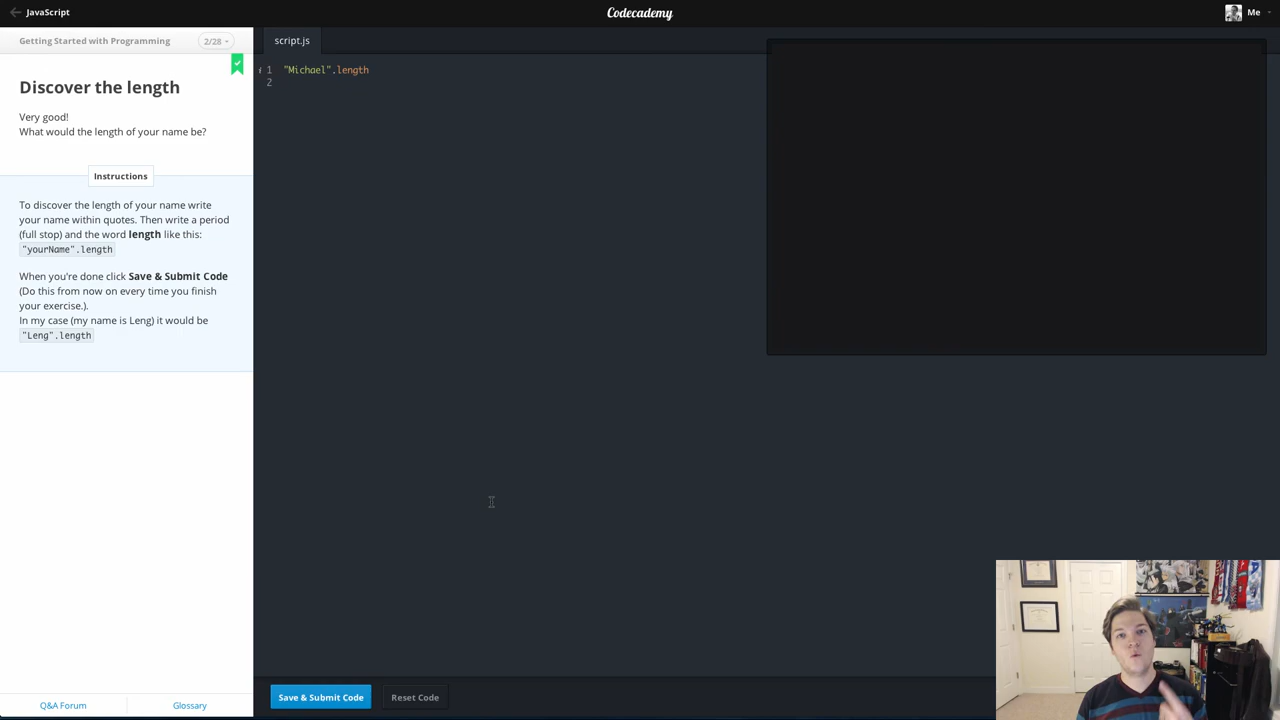 JavaScript
Codecademy
Me
Getting Started with Programming
2/28
script.js
Discover the length
Very good!
What would the length of your name be?
Instructions
To discover the length of your name write
your name within quotes. Then write a period
(full stop) and the word length like this:
"yourName".length
When you're done click Save & Submit Code
(Do this from now on every time you finish
your exercise.).
In my case (my name is Leng) it would be
"Leng".length
i 1 "Michael".length
2
Save & Submit Code
Reset Code
Q&A Forum
Glossary